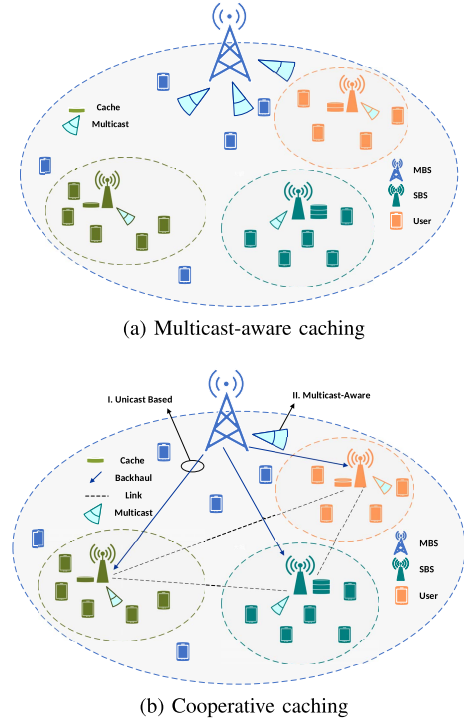 Cache
Multicast
MBS
SBS
User
(a) Multicast-aware caching
I. Unicast Based
II. Multicast-Aware
Cache
Backhaul
Link
Multicast
MBS
SBS
User
(b) Cooperative caching